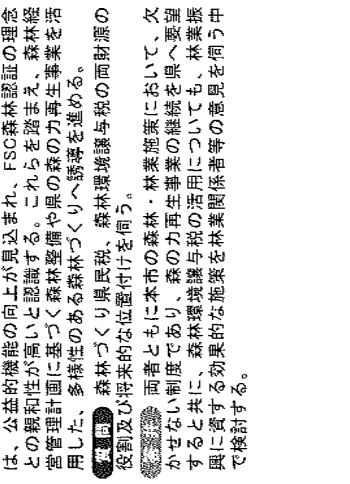 は、公益的機能の向上が見込まれ、FSC森林認証の理念
との親和性が高いと認識する。これらを踏まえ、森林経
営管理計画に基づく森林整備や県の森の力再生事業を活
用した、多様性のある森林づくりへ誘導を進める。
質問 森林づくり県民税、森林環境譲与税の両財源の
役割及び将来的な位置付けを伺う。
答弁 両者ともに本市の森林・林業施策において、欠
かせない制度であり、森の力再生事業の継続を県へ要望
すると共に、森林環境譲与税の活用についても、林業振
興に資する効果的な施策を林業関係者等の意見を伺う中
で検討する。